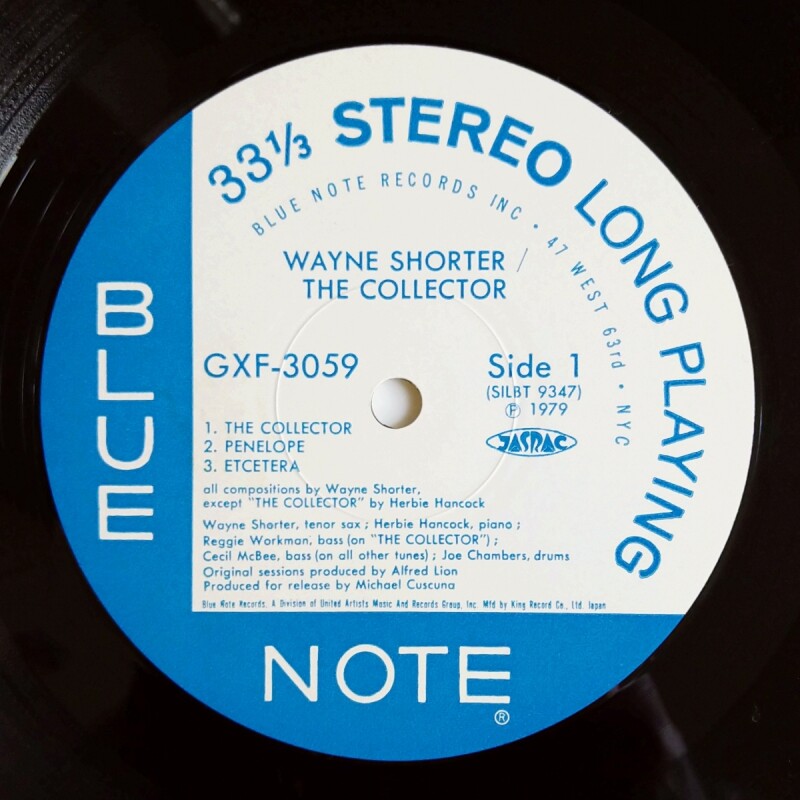 33⅓ STEREO LONG PLAYING
BLUE NOTE RECORDS INC • 47 WEST 63rd • NYC
WAYNE SHORTER /
THE COLLECTOR
GXF-3059
Side 1
(SILBT 9347)
Ⓟ 1979
JASRAC
1. THE COLLECTOR
2. PENELOPE
3. ETCETERA
all compositions by Wayne Shorter,
except "THE COLLECTOR" by Herbie Hancock
Wayne Shorter, tenor sax ; Herbie Hancock, piano ;
Reggie Workman, bass (on "THE COLLECTOR") ;
Cecil McBee, bass (on all other tunes) ; Joe Chambers, drums
Original sessions produced by Alfred Lion
Produced for release by Michael Cuscuna
Blue Note Records, A Division of United Artists Music And Records Group, Inc. Mfd by King Record Co., Ltd. Japan
BLUE
NOTE
®